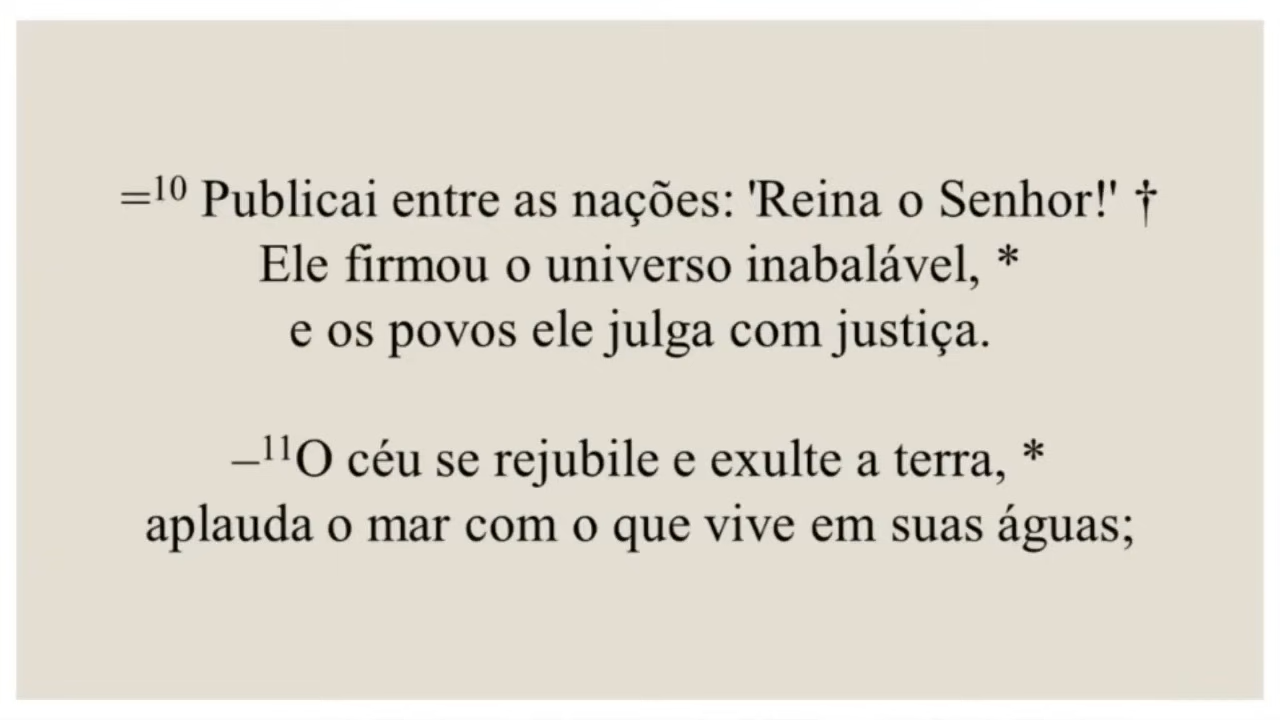 =¹⁰ Publicai entre as nações: 'Reina o Senhor!' †
Ele firmou o universo inabalável, *
e os povos ele julga com justiça.
–¹¹O céu se rejubile e exulte a terra, *
aplauda o mar com o que vive em suas águas;